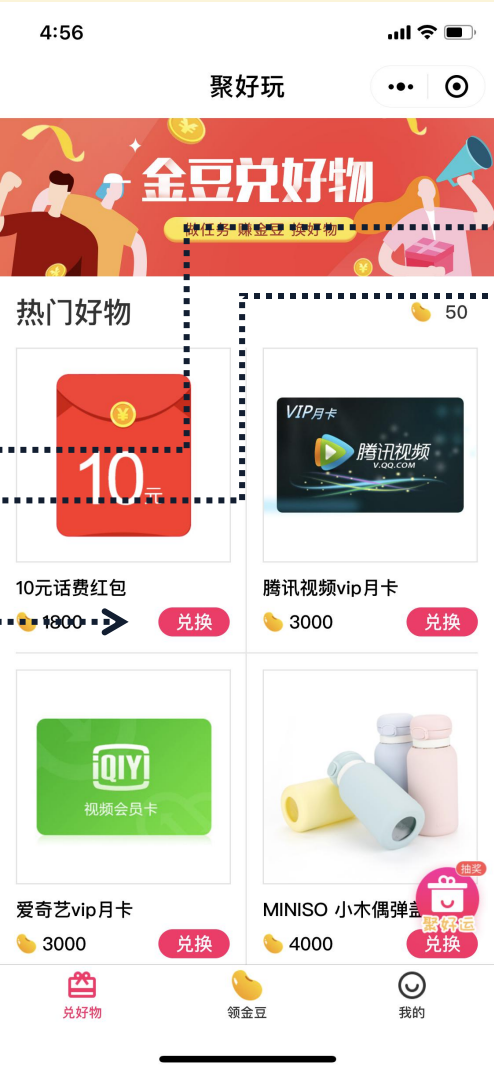 4:56
聚好玩
金豆兑好物
做任务 赚金豆 换好物
热门好物
50
10元
VIP月卡
腾讯视频
V.QQ.COM
10元话费红包
腾讯视频vip月卡
1800
兑换
3000
兑换
iQIYI
视频会员卡
抽奖
聚好运
爱奇艺vip月卡
MINISO 小木偶弹盖
3000
兑换
4000
兑换
兑好物
领金豆
我的